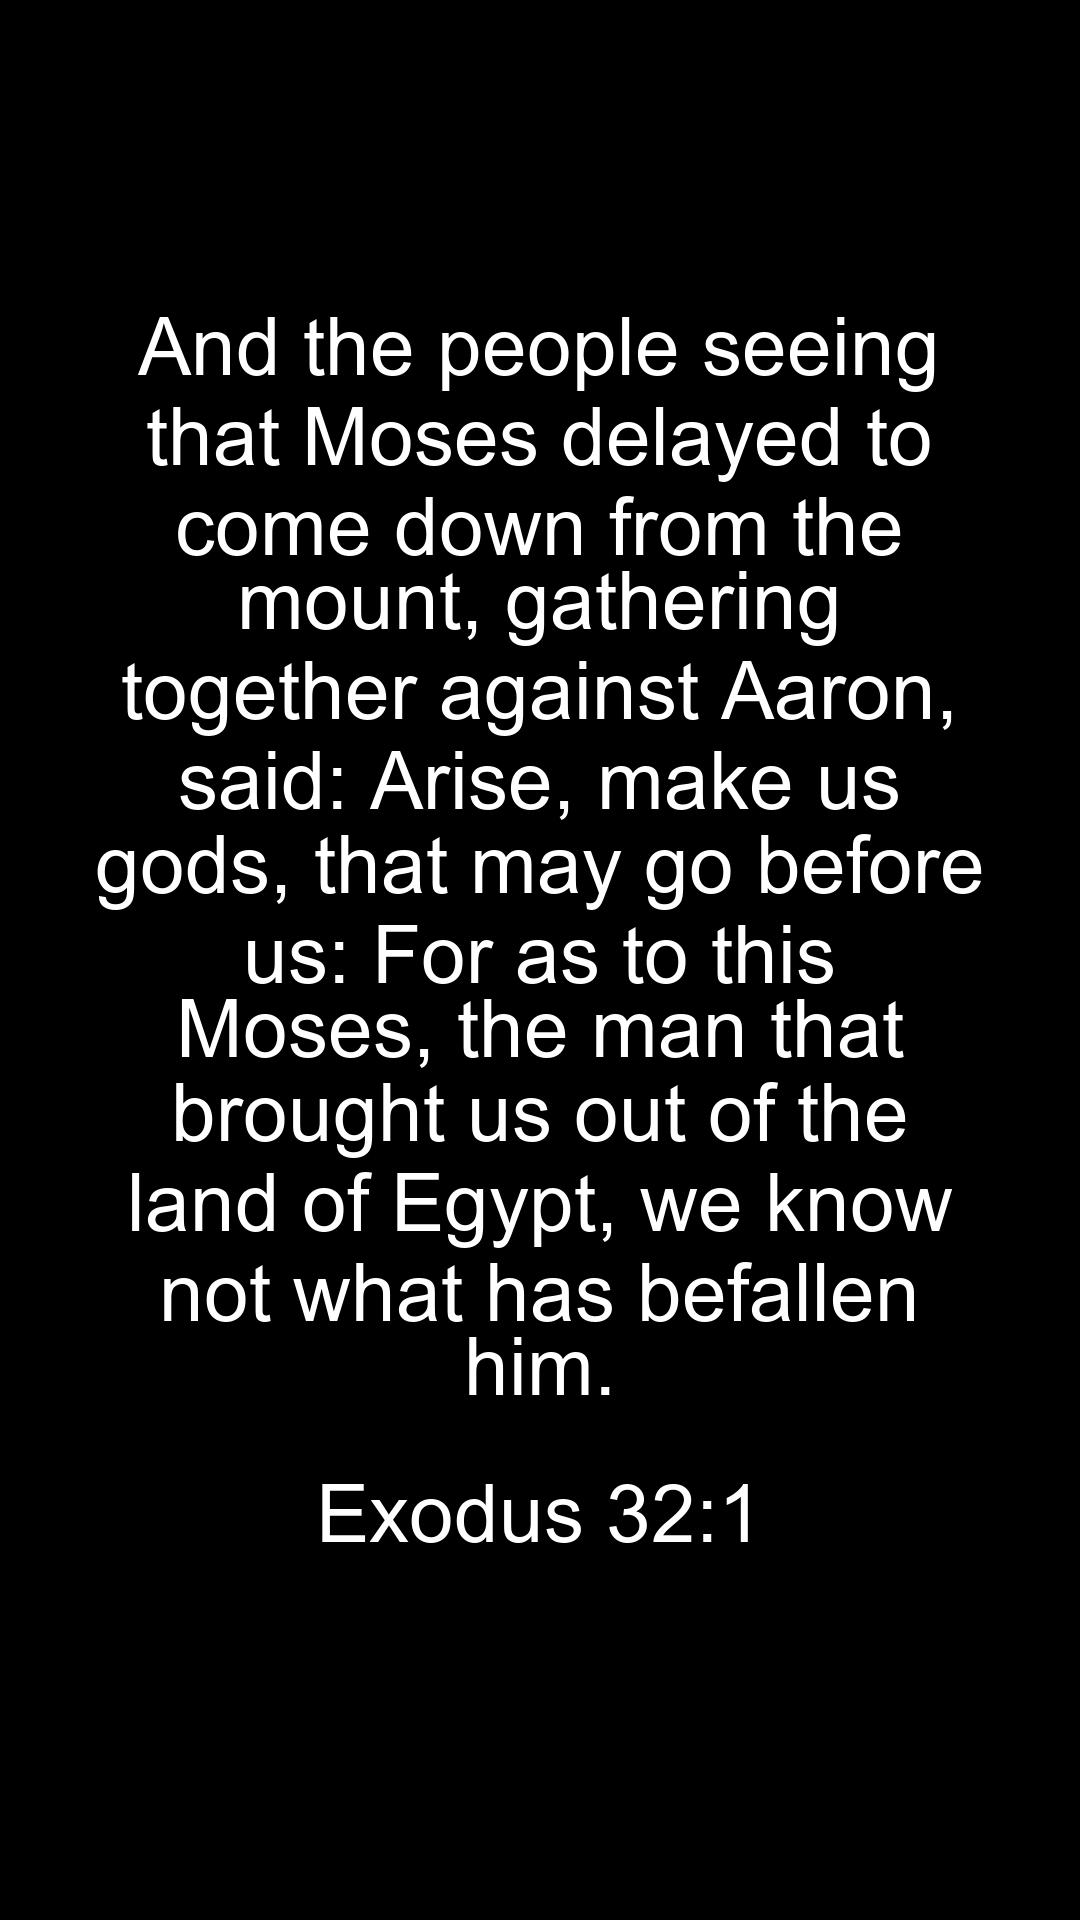 And the people seeing
that Moses delayed to
come down from the
mount, gathering
together against Aaron,
said: Arise, make us
gods, that may go before
us: For as to this
Moses, the man that
brought us out of the
land of Egypt, we know
not what has befallen
him.
Exodus 32:1